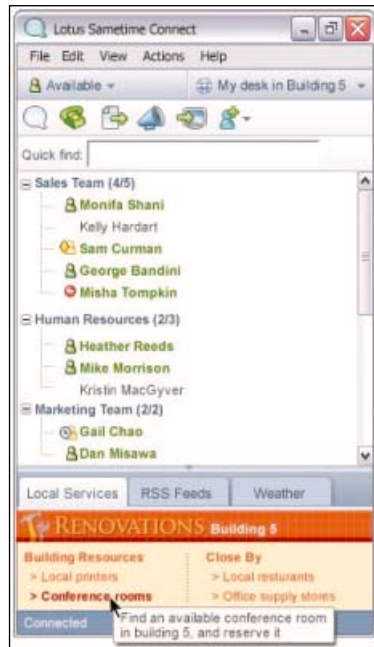 Lotus Sametime Connect
File Edit View Actions Help
Available My desk in Building 5
Quick find:
Sales Team (4/5)
Monifa Shani
Kelly Hardart
Sam Curman
George Bandini
Misha Tompkin
Human Resources (2/3)
Heather Reeds
Mike Morrison
Kristin MacGyver
Marketing Team (2/2)
Gail Chao
Dan Misawa
Local Services RSS Feeds Weather
RENOVATIONS Building 5
Building Resources Close By
> Local printers > Local resturants
> Conference rooms > Office supply stores
Connected
Find an available conference room
in building 5, and reserve it